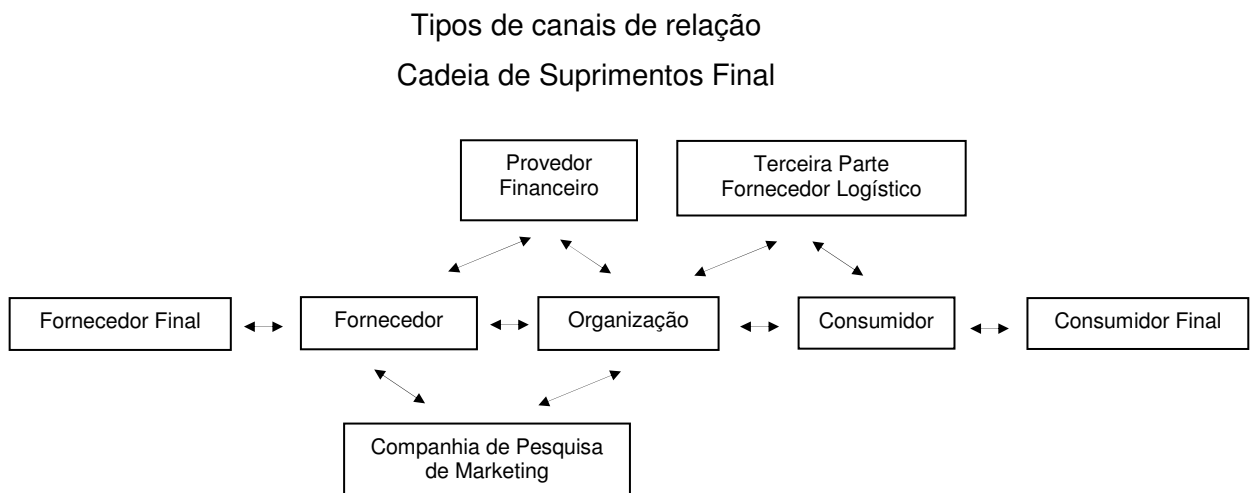 Tipos de canais de relação
Cadeia de Suprimentos Final
Provedor
Financeiro
Terceira Parte
Fornecedor Logístico
Fornecedor Final
Fornecedor
Organização
Consumidor
Consumidor Final
Companhia de Pesquisa
de Marketing